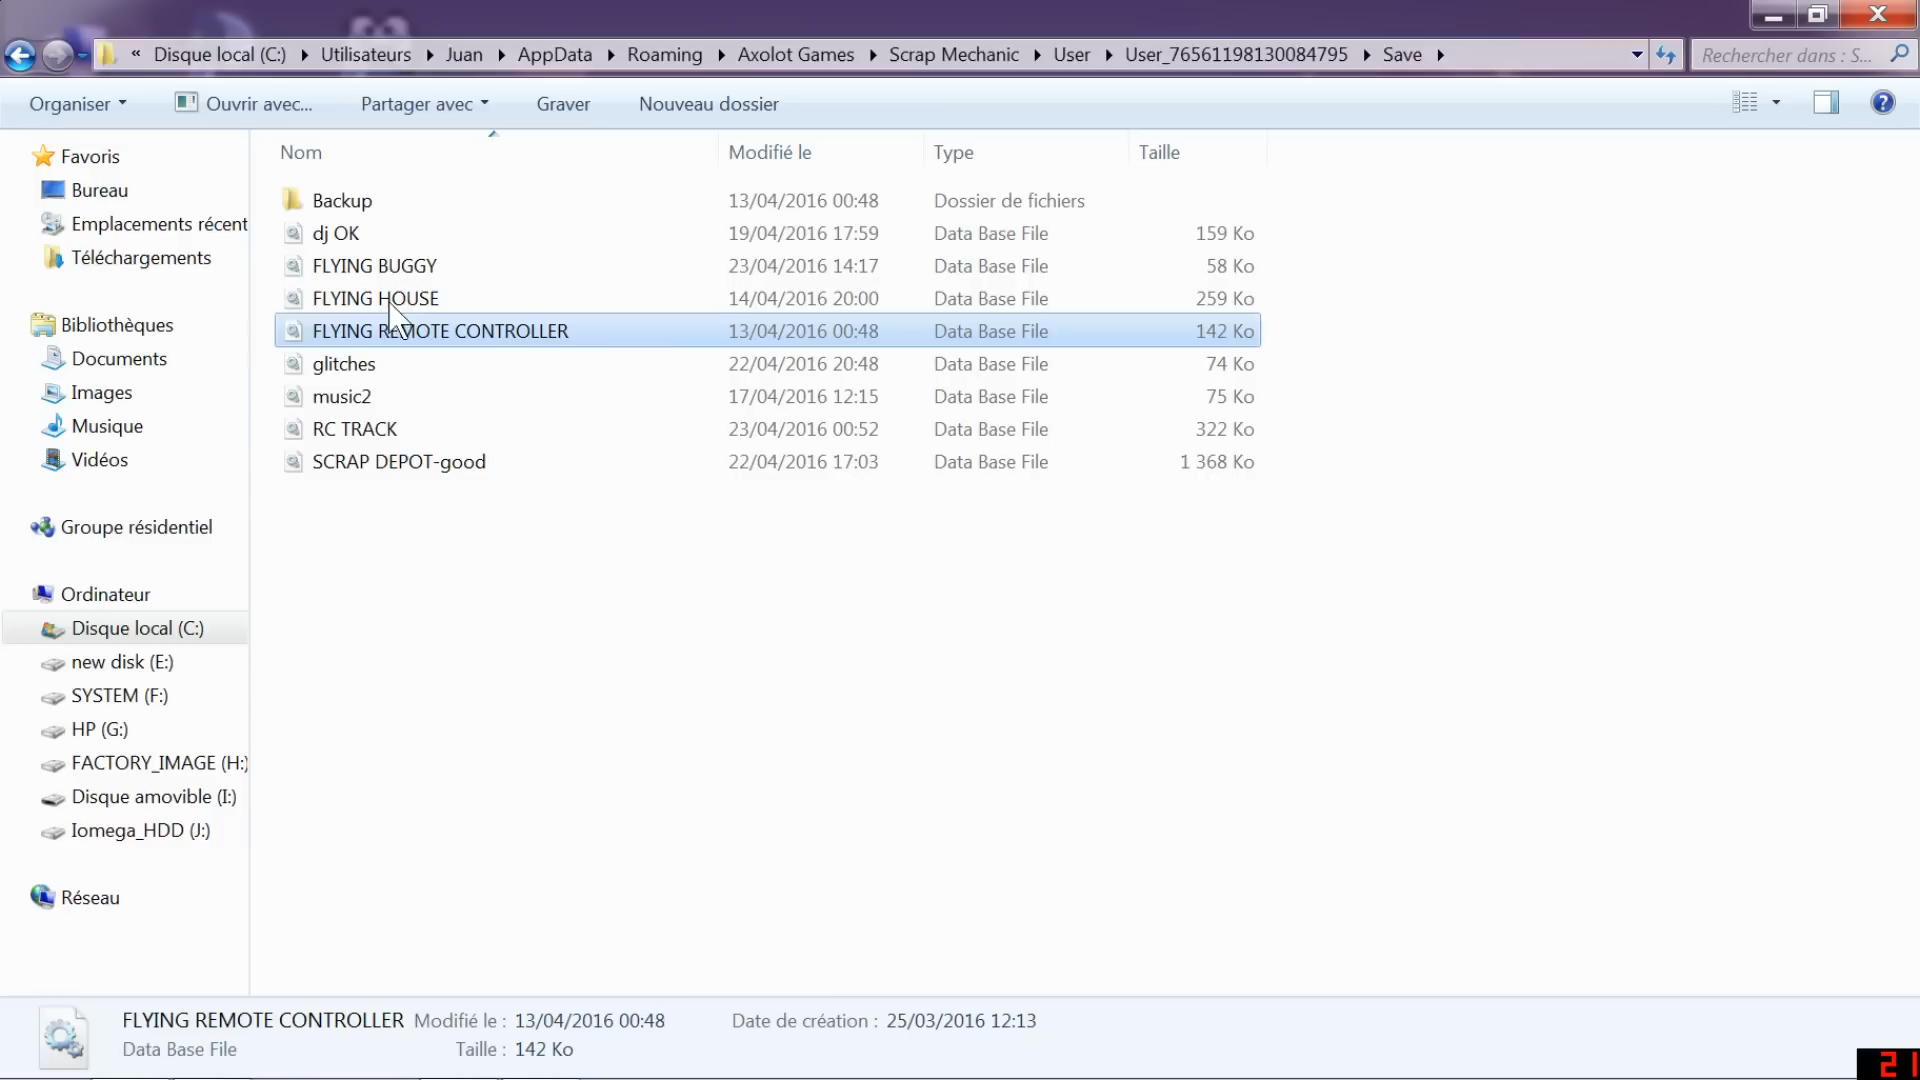 « Disque local (C:) Utilisateurs Juan AppData Roaming Axolot Games Scrap Mechanic User User_76561198130084795 Save Rechercher dans : S...
Organiser Ouvrir avec... Partager avec Graver Nouveau dossier
Nom Modifié le Type Taille
Favoris
Bureau
Emplacements récent
Téléchargements
Bibliothèques
Documents
Images
Musique
Vidéos
Groupe résidentiel
Ordinateur
Disque local (C:)
new disk (E:)
SYSTEM (F:)
HP (G:)
FACTORY_IMAGE (H:)
Disque amovible (I:)
Iomega_HDD (J:)
Réseau
Backup 13/04/2016 00:48 Dossier de fichiers
dj OK 19/04/2016 17:59 Data Base File 159 Ko
FLYING BUGGY 23/04/2016 14:17 Data Base File 58 Ko
FLYING HOUSE 14/04/2016 20:00 Data Base File 259 Ko
FLYING REMOTE CONTROLLER 13/04/2016 00:48 Data Base File 142 Ko
glitches 22/04/2016 20:48 Data Base File 74 Ko
music2 17/04/2016 12:15 Data Base File 75 Ko
RC TRACK 23/04/2016 00:52 Data Base File 322 Ko
SCRAP DEPOT-good 22/04/2016 17:03 Data Base File 1 368 Ko
FLYING REMOTE CONTROLLER Modifié le : 13/04/2016 00:48 Date de création : 25/03/2016 12:13
Data Base File Taille : 142 Ko
21